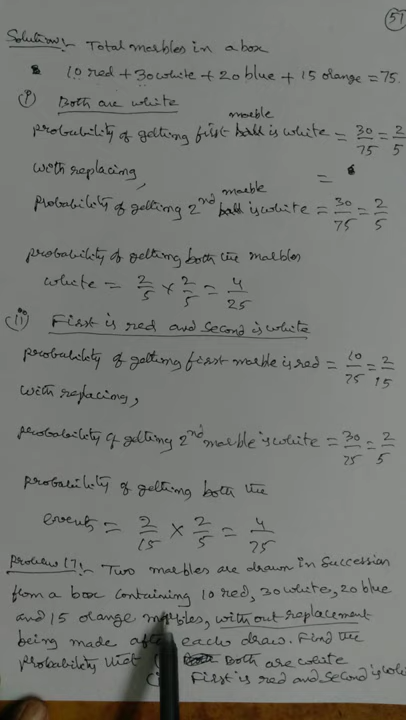 51
Solution:- Total marbles in a box
10 red + 30 white + 20 blue + 15 orange = 75.
(i) Both are white
marble
probability of getting first ball is white = 30/75 = 2/5
with replacing, =
marble
probability of getting 2nd ball is white = 30/75 = 2/5
probability of getting both the marbles
white = 2/5 × 2/5 = 4/25
(ii) First is red and second is white
probability of getting first marble is red = 10/75 = 2/15
with replacing,
probability of getting 2nd marble is white = 30/75 = 2/5
probability of getting both the
events = 2/15 × 2/5 = 4/75
Problem 17:- Two marbles are drawn in succession
from a box containing 10 red, 30 white, 20 blue
and 15 orange marbles, with out replacement
being made after each draw. Find the
probability that Both are white
First is red and second is white